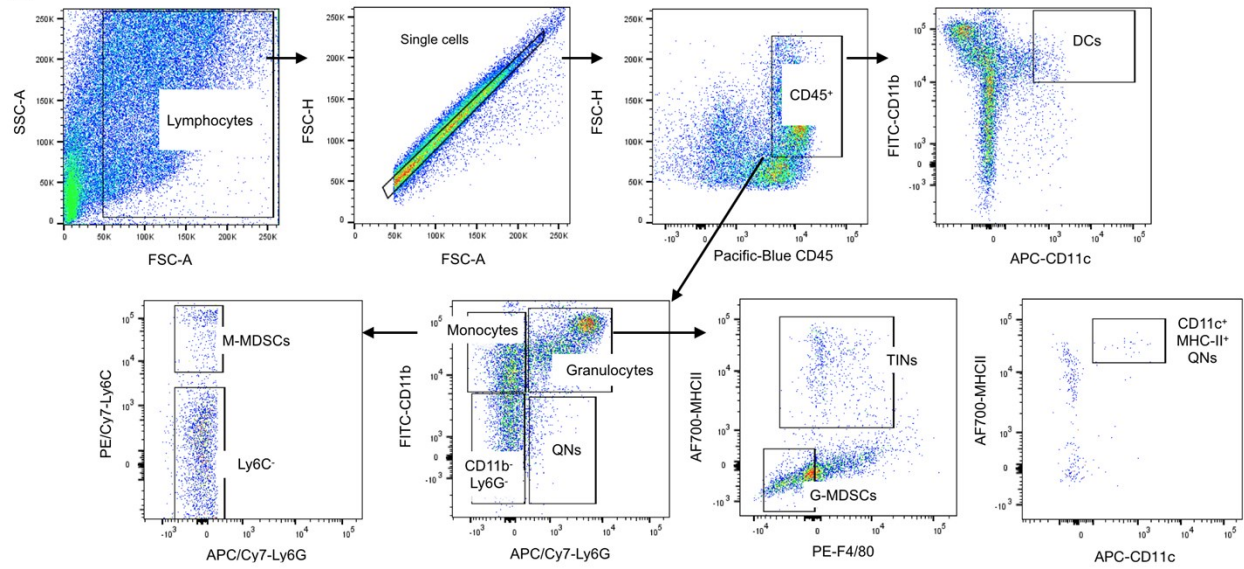 250K
200K
150K
100K
50K
0
SSC-A
Lymphocytes
0 50K 100K 150K 200K 250K
FSC-A
250K
200K
150K
100K
50K
0
FSC-H
Single cells
50K 100K 150K 200K 250K
FSC-A
250K
200K
150K
100K
50K
0
FSC-H
CD45⁺
-10³ 10³ 10⁴ 10⁵
Pacific-Blue CD45
10⁵
10⁴
10³
0
-10³
FITC-CD11b
DCs
-10³ 0 10³ 10⁴ 10⁵
APC-CD11c
10⁵
10⁴
10³
0
-10³
PE/Cy7-Ly6C
M-MDSCs
Ly6C⁻
-10³ 0 10³ 10⁴ 10⁵
APC/Cy7-Ly6G
10⁵
10⁴
10³
0
-10³
FITC-CD11b
Monocytes
Granulocytes
CD11b⁻
Ly6G⁻
QNs
-10³ 0 10³ 10⁴ 10⁵
APC/Cy7-Ly6G
10⁵
10⁴
10³
0
-10³
AF700-MHCII
TINs
G-MDSCs
-10⁴ 0 10⁴ 10⁵
PE-F4/80
10⁵
10⁴
10³
0
-10³
AF700-MHCII
CD11c⁺
MHC-II⁺
QNs
-10³ 0 10³ 10⁴ 10⁵
APC-CD11c